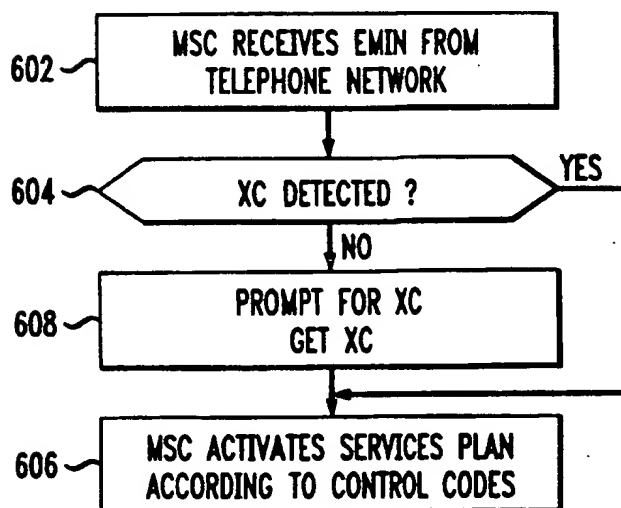 602
MSC RECEIVES EMIN FROM
TELEPHONE NETWORK
604
XC DETECTED ?
YES
NO
608
PROMPT FOR XC
GET XC
606
MSC ACTIVATES SERVICES PLAN
ACCORDING TO CONTROL CODES